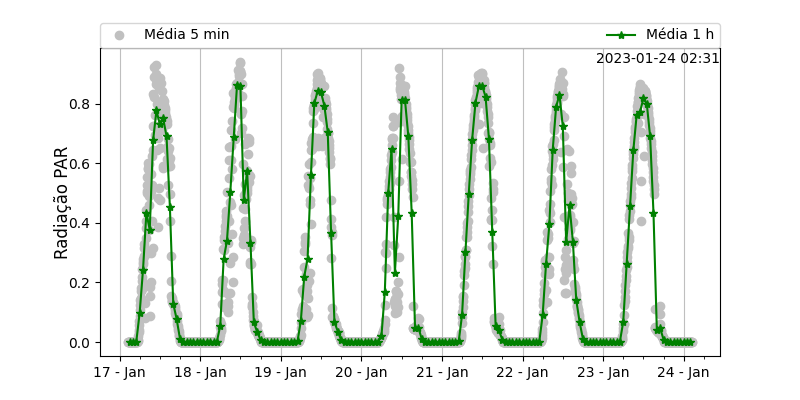 Média 5 min
Média 1 h
2023-01-24 02:31
Radiação PAR
0.8
0.6
0.4
0.2
0.0
17 - Jan
18 - Jan
19 - Jan
20 - Jan
21 - Jan
22 - Jan
23 - Jan
24 - Jan